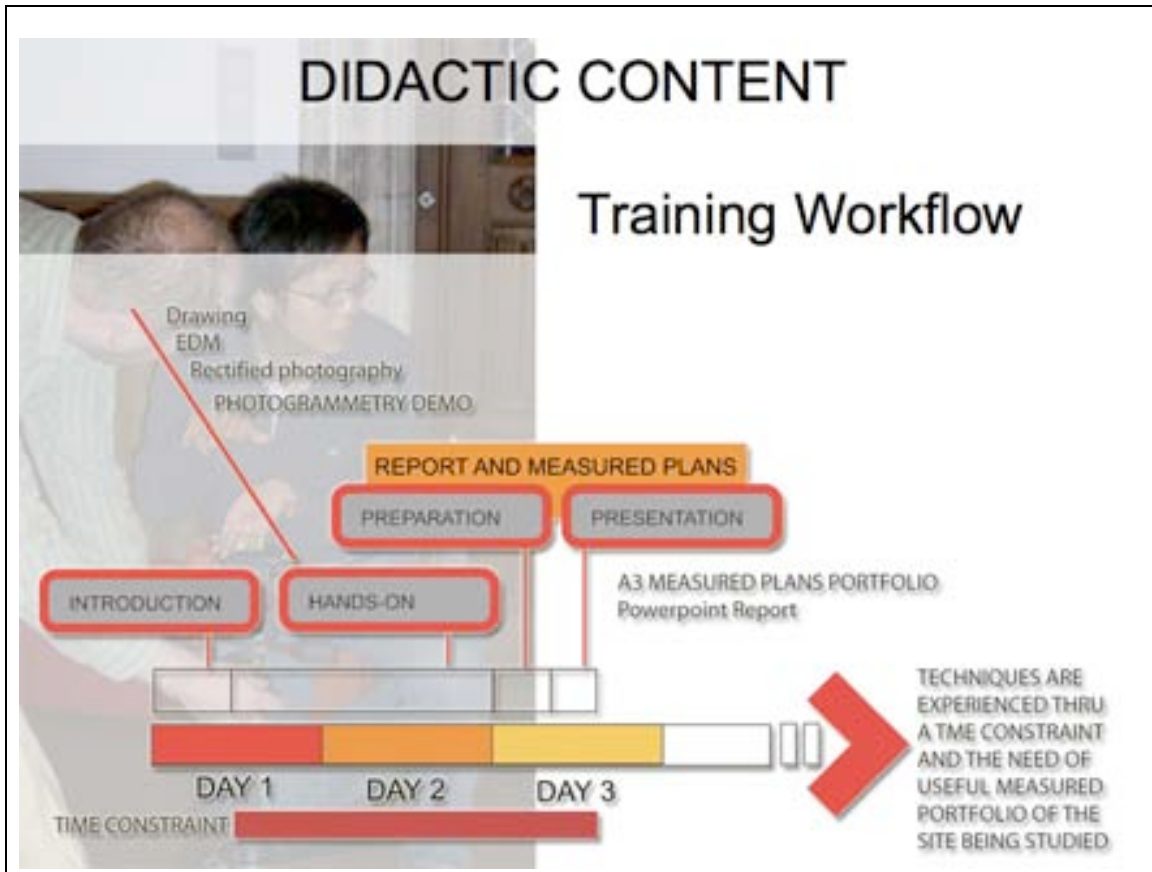 DIDACTIC CONTENT
Training Workflow
Drawing
EDM
Rectified photography
PHOTOGRAMMETRY DEMO
REPORT AND MEASURED PLANS
PREPARATION
PRESENTATION
INTRODUCTION
HANDS-ON
A3 MEASURED PLANS PORTFOLIO
Powerpoint Report
TECHNIQUES ARE
EXPERIENCED THRU
A TME CONSTRAINT
AND THE NEED OF
USEFUL MEASURED
PORTFOLIO OF THE
SITE BEING STUDIED
DAY 1
DAY 2
DAY 3
TIME CONSTRAINT